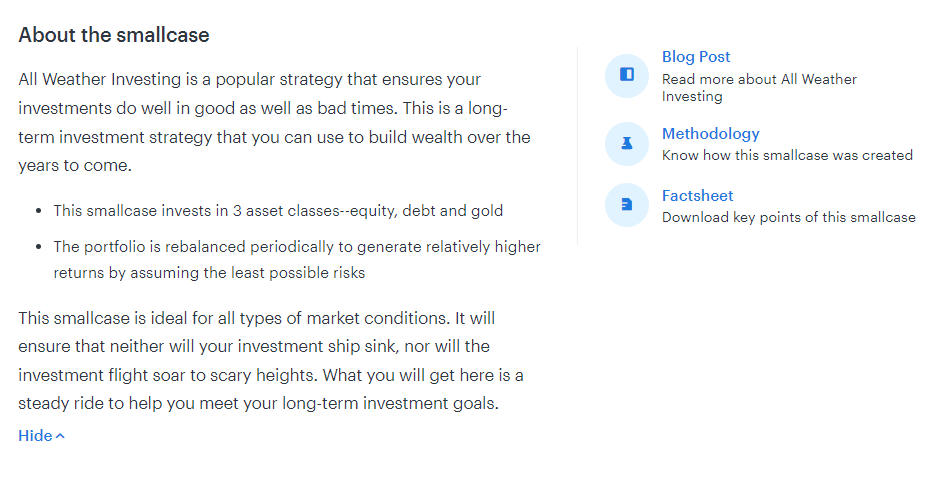 About the smallcase
All Weather Investing is a popular strategy that ensures your
investments do well in good as well as bad times. This is a long-
term investment strategy that you can use to build wealth over the
years to come.
This smallcase invests in 3 asset classes--equity, debt and gold
The portfolio is rebalanced periodically to generate relatively higher
returns by assuming the least possible risks
This smallcase is ideal for all types of market conditions. It will
ensure that neither will your investment ship sink, nor will the
investment flight soar to scary heights. What you will get here is a
steady ride to help you meet your long-term investment goals.
Hide
Blog Post
Read more about All Weather
Investing
Methodology
Know how this smallcase was created
Factsheet
Download key points of this smallcase